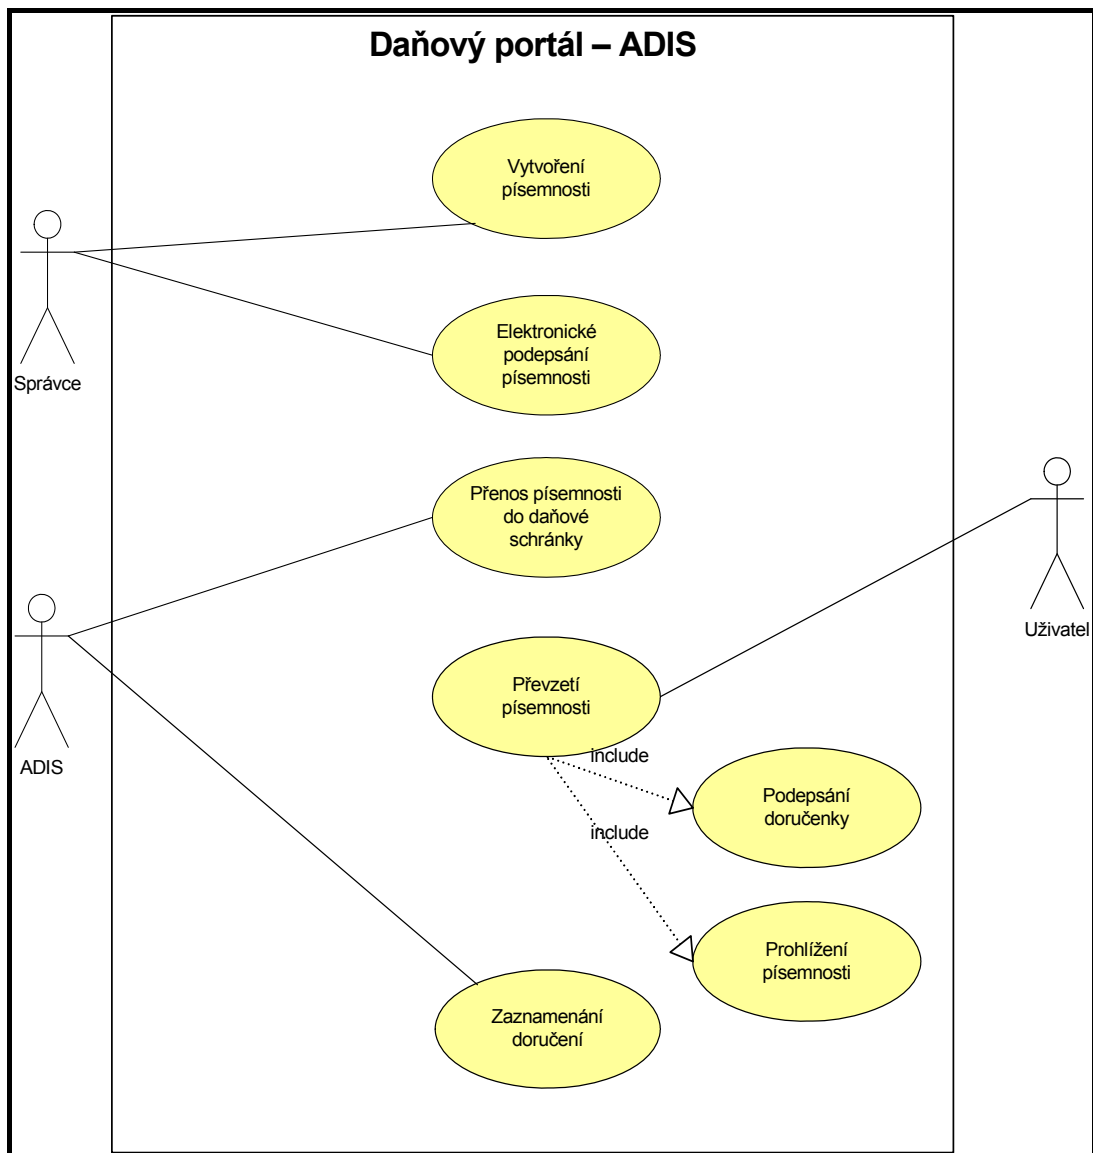 Daňový portál – ADIS
Vytvoření
písemnosti
Elektronické
podepsání
písemnosti
Správce
Přenos písemnosti
do daňové
schránky
Uživatel
Převzetí
písemnosti
ADIS
include
Podepsání
doručenky
include
Prohlížení
písemnosti
Zaznamenání
doručení